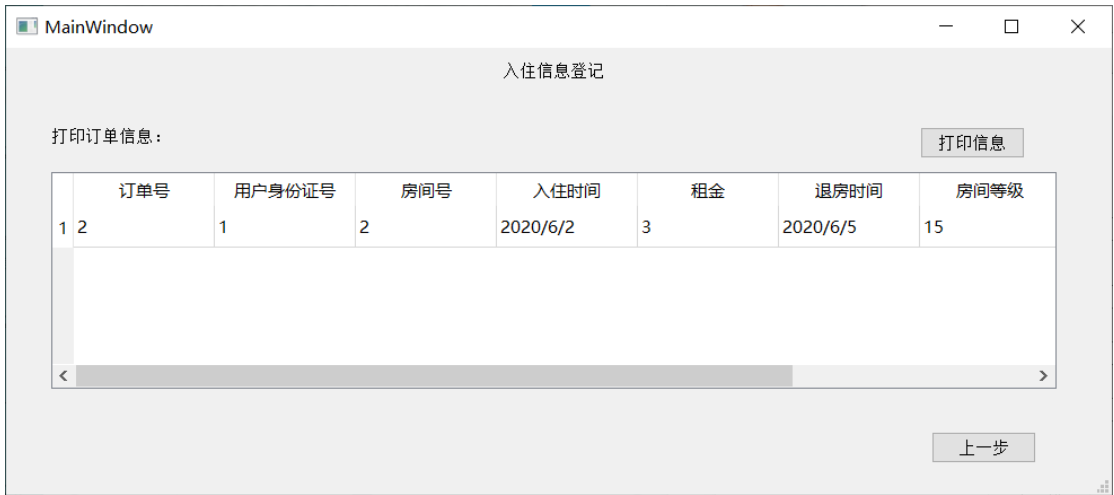 MainWindow
入住信息登记
打印订单信息：
打印信息
订单号 用户身份证号 房间号 入住时间 租金 退房时间 房间等级
1 2 1 2 2020/6/2 3 2020/6/5 15
上一步